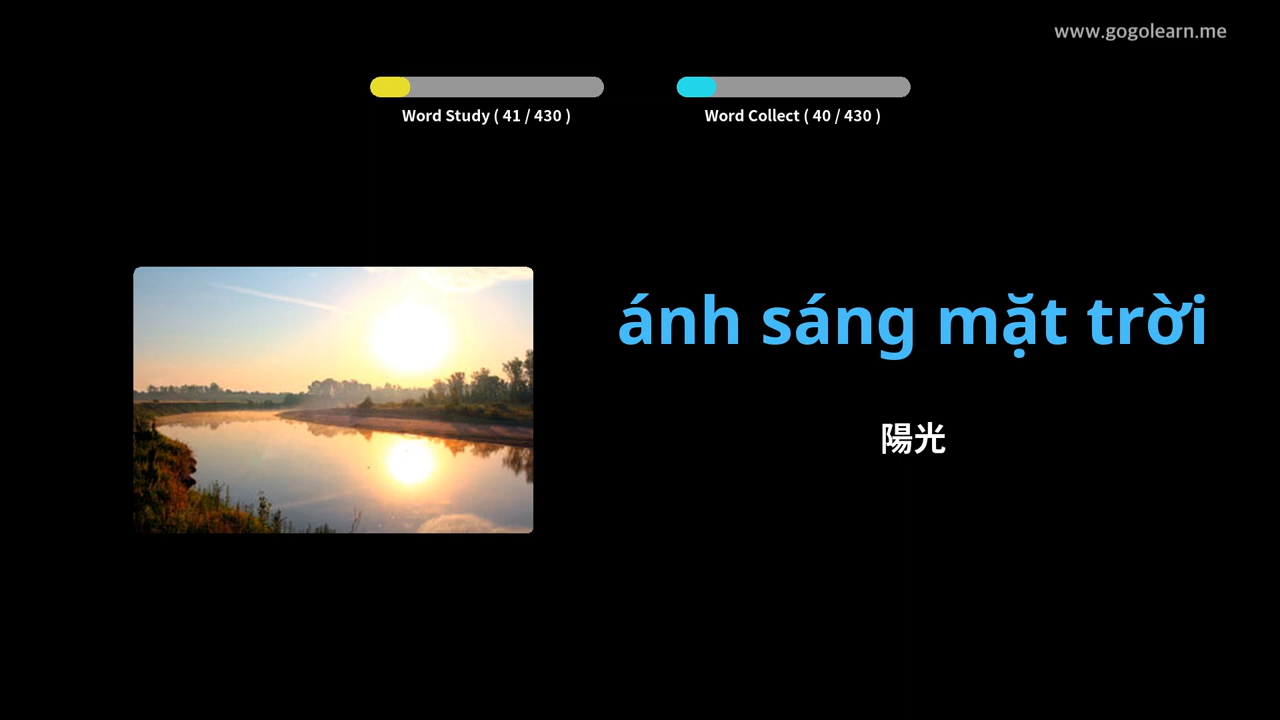 www.gogolearn.me
Word Study ( 41 / 430 )
Word Collect ( 40 / 430 )
ánh sáng mặt trời
陽光